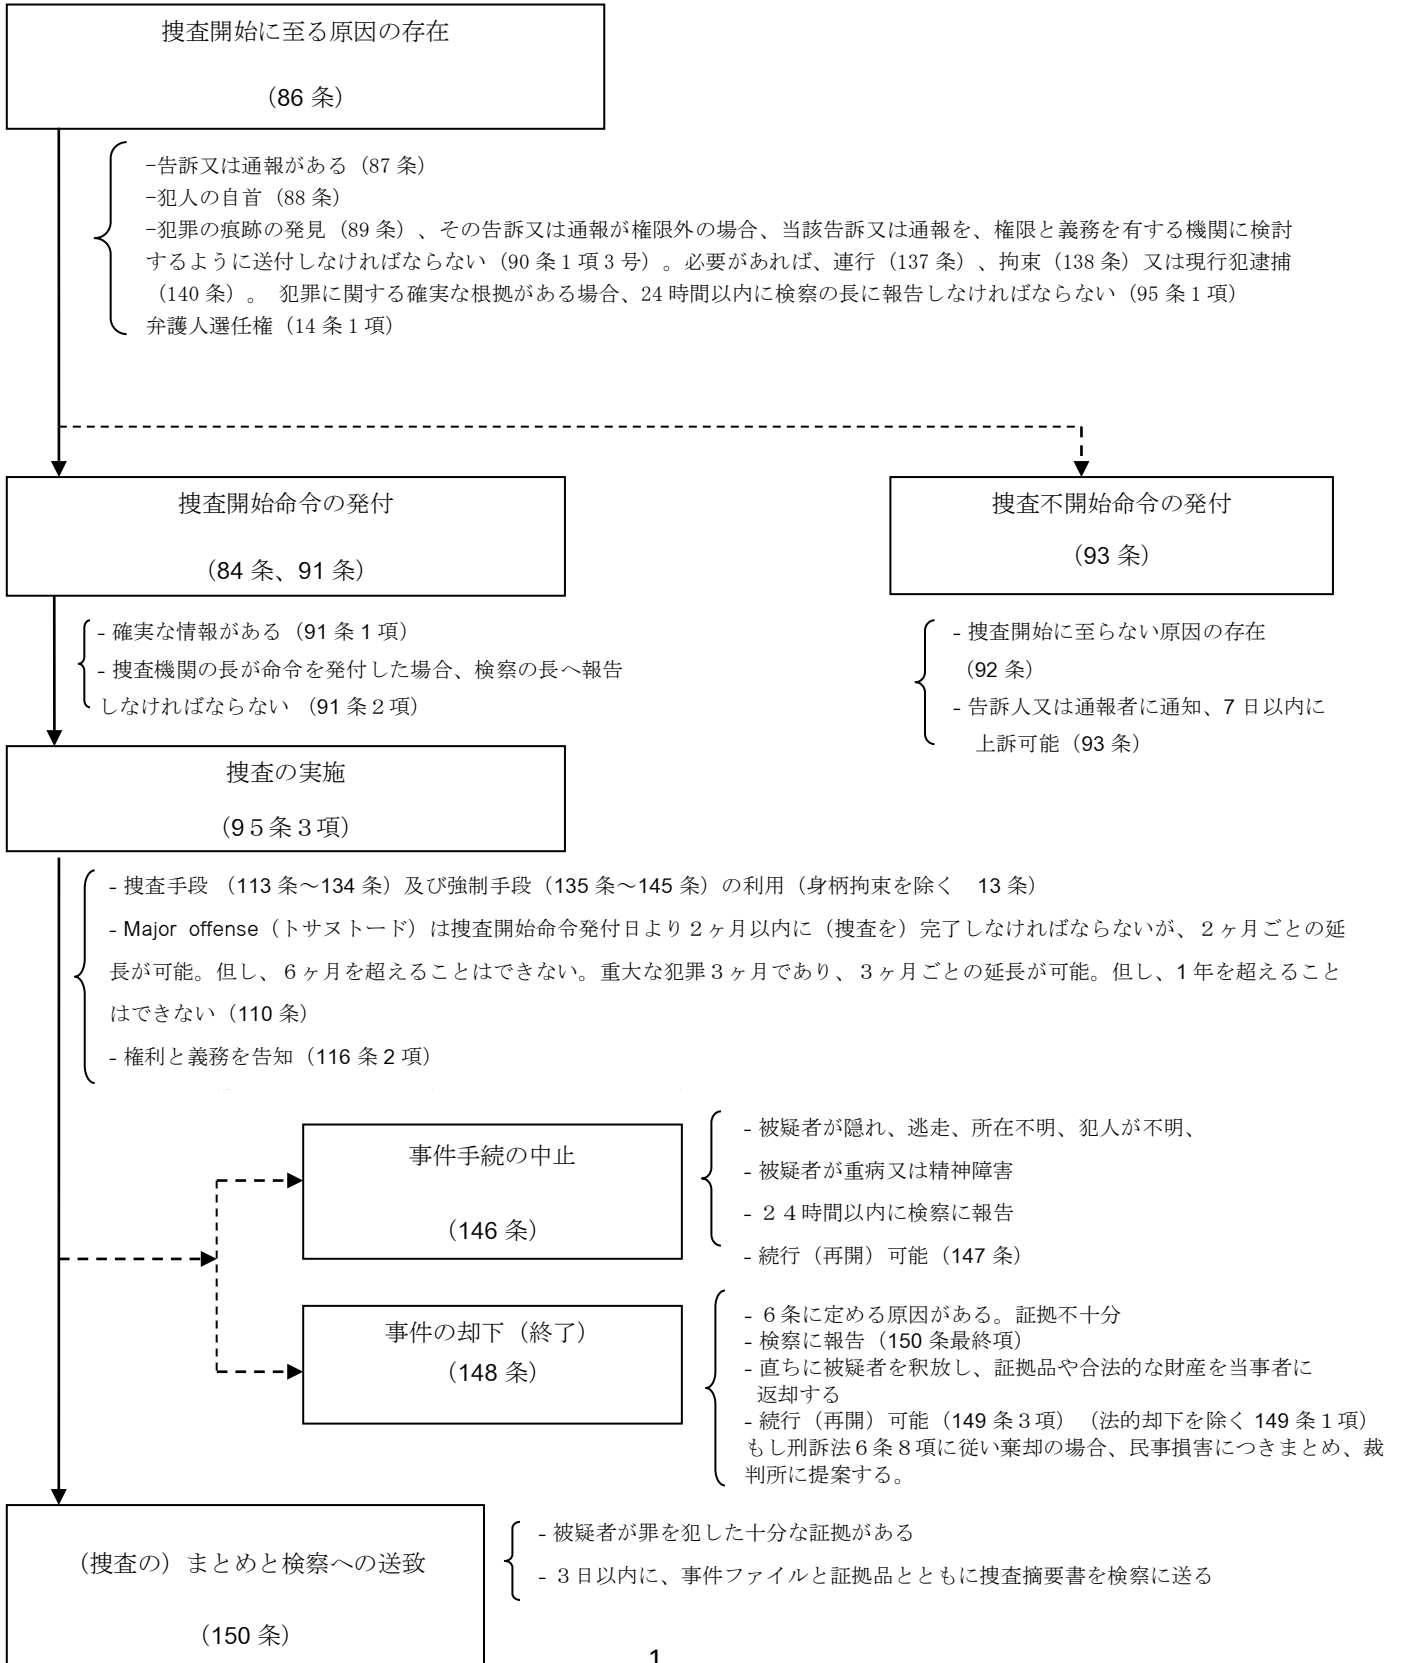 捜査開始に至る原因の存在
（86 条）
-告訴又は通報がある（87 条）
-犯人の自首（88 条）
-犯罪の痕跡の発見（89 条）、その告訴又は通報が権限外の場合、当該告訴又は通報を、権限と義務を有する機関に検討
するように送付しなければならない（90 条１項３号）。必要があれば、連行（137 条）、拘束（138 条）又は現行犯逮捕
（140 条）。 犯罪に関する確実な根拠がある場合、24 時間以内に検察の長に報告しなければならない（95 条１項）
弁護人選任権（14 条１項）
捜査開始命令の発付
（84 条、91 条）
捜査不開始命令の発付
（93 条）
- 確実な情報がある（91 条 1 項）
- 捜査機関の長が命令を発付した場合、検察の長へ報告
しなければならない （91 条２項）
- 捜査開始に至らない原因の存在
（92 条）
- 告訴人又は通報者に通知、7 日以内に
上訴可能（93 条）
捜査の実施
（9５条３項）
- 捜査手段 （113 条～134 条）及び強制手段（135 条～145 条）の利用（身柄拘束を除く　13 条）
- Major offense（トサヌトード）は捜査開始命令発付日より２ヶ月以内に（捜査を）完了しなければならないが、２ヶ月ごとの延
長が可能。但し、６ヶ月を超えることはできない。重大な犯罪３ヶ月であり、３ヶ月ごとの延長が可能。但し、1 年を超えること
はできない（110 条）
- 権利と義務を告知（116 条 2 項）
事件手続の中止
（146 条）
- 被疑者が隠れ、逃走、所在不明、犯人が不明、
- 被疑者が重病又は精神障害
- ２４時間以内に検察に報告
- 続行（再開）可能（147 条）
事件の却下（終了）
（148 条）
- ６条に定める原因がある。証拠不十分
- 検察に報告（150 条最終項）
- 直ちに被疑者を釈放し、証拠品や合法的な財産を当事者に
返却する
- 続行（再開）可能（149 条３項）（法的却下を除く 149 条１項）
もし刑訴法６条８項に従い棄却の場合、民事損害につきまとめ、裁
判所に提案する。
（捜査の）まとめと検察への送致
（150 条）
- 被疑者が罪を犯した十分な証拠がある
- ３日以内に、事件ファイルと証拠品とともに捜査摘要書を検察に送る
1